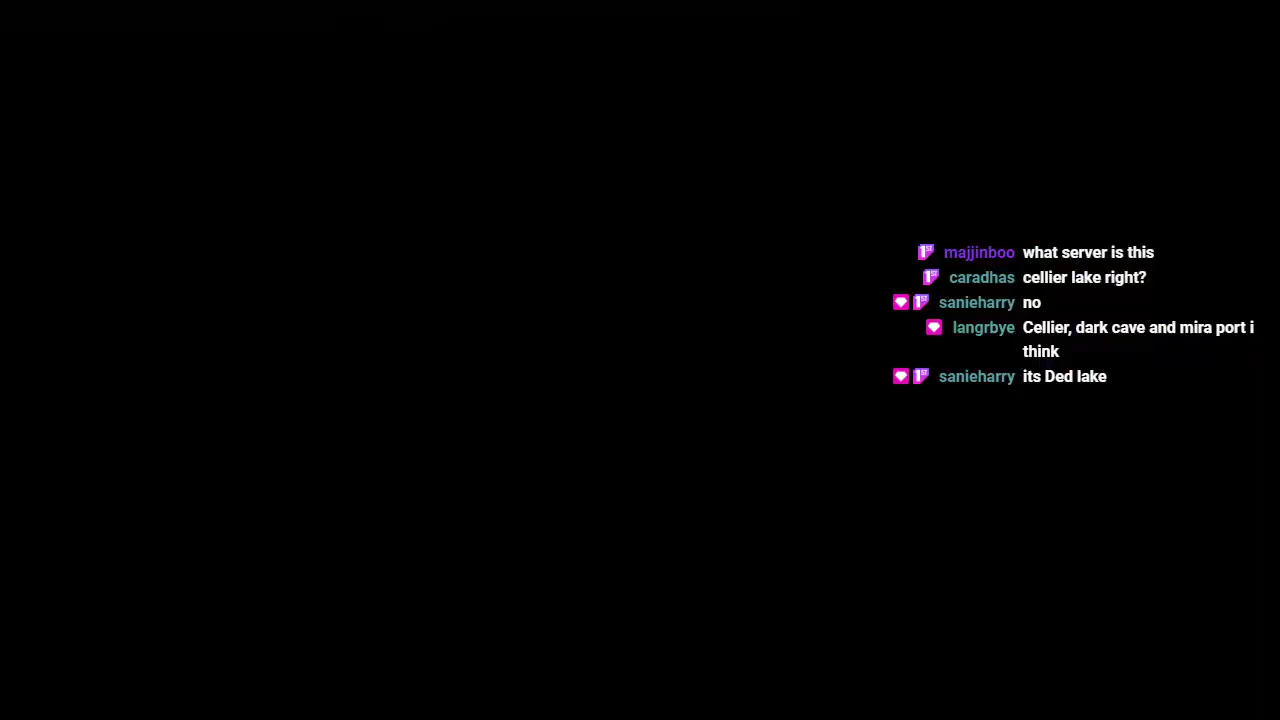 majjinboo what server is this
caradhas cellier lake right?
sanieharry no
langrbye Cellier, dark cave and mira port i
think
sanieharry its Ded lake